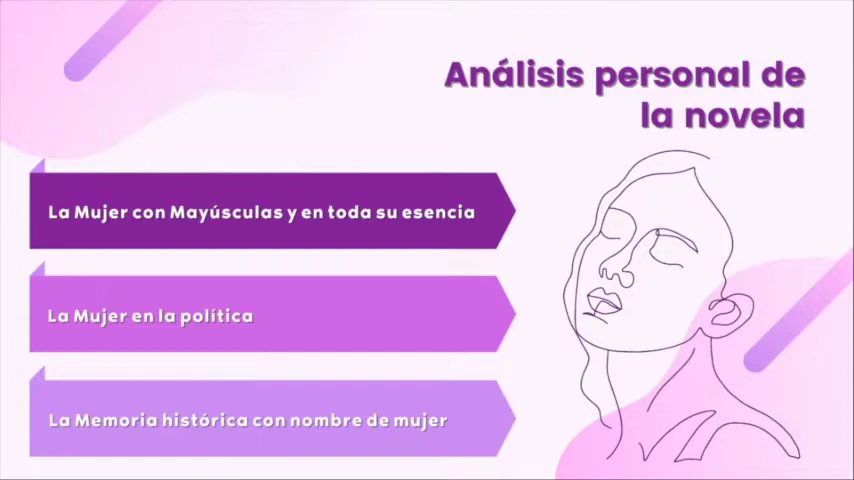 Análisis personal de
la novela
La Mujer con Mayúsculas y en toda su esencia
La Mujer en la política
La Memoria histórica con nombre de mujer